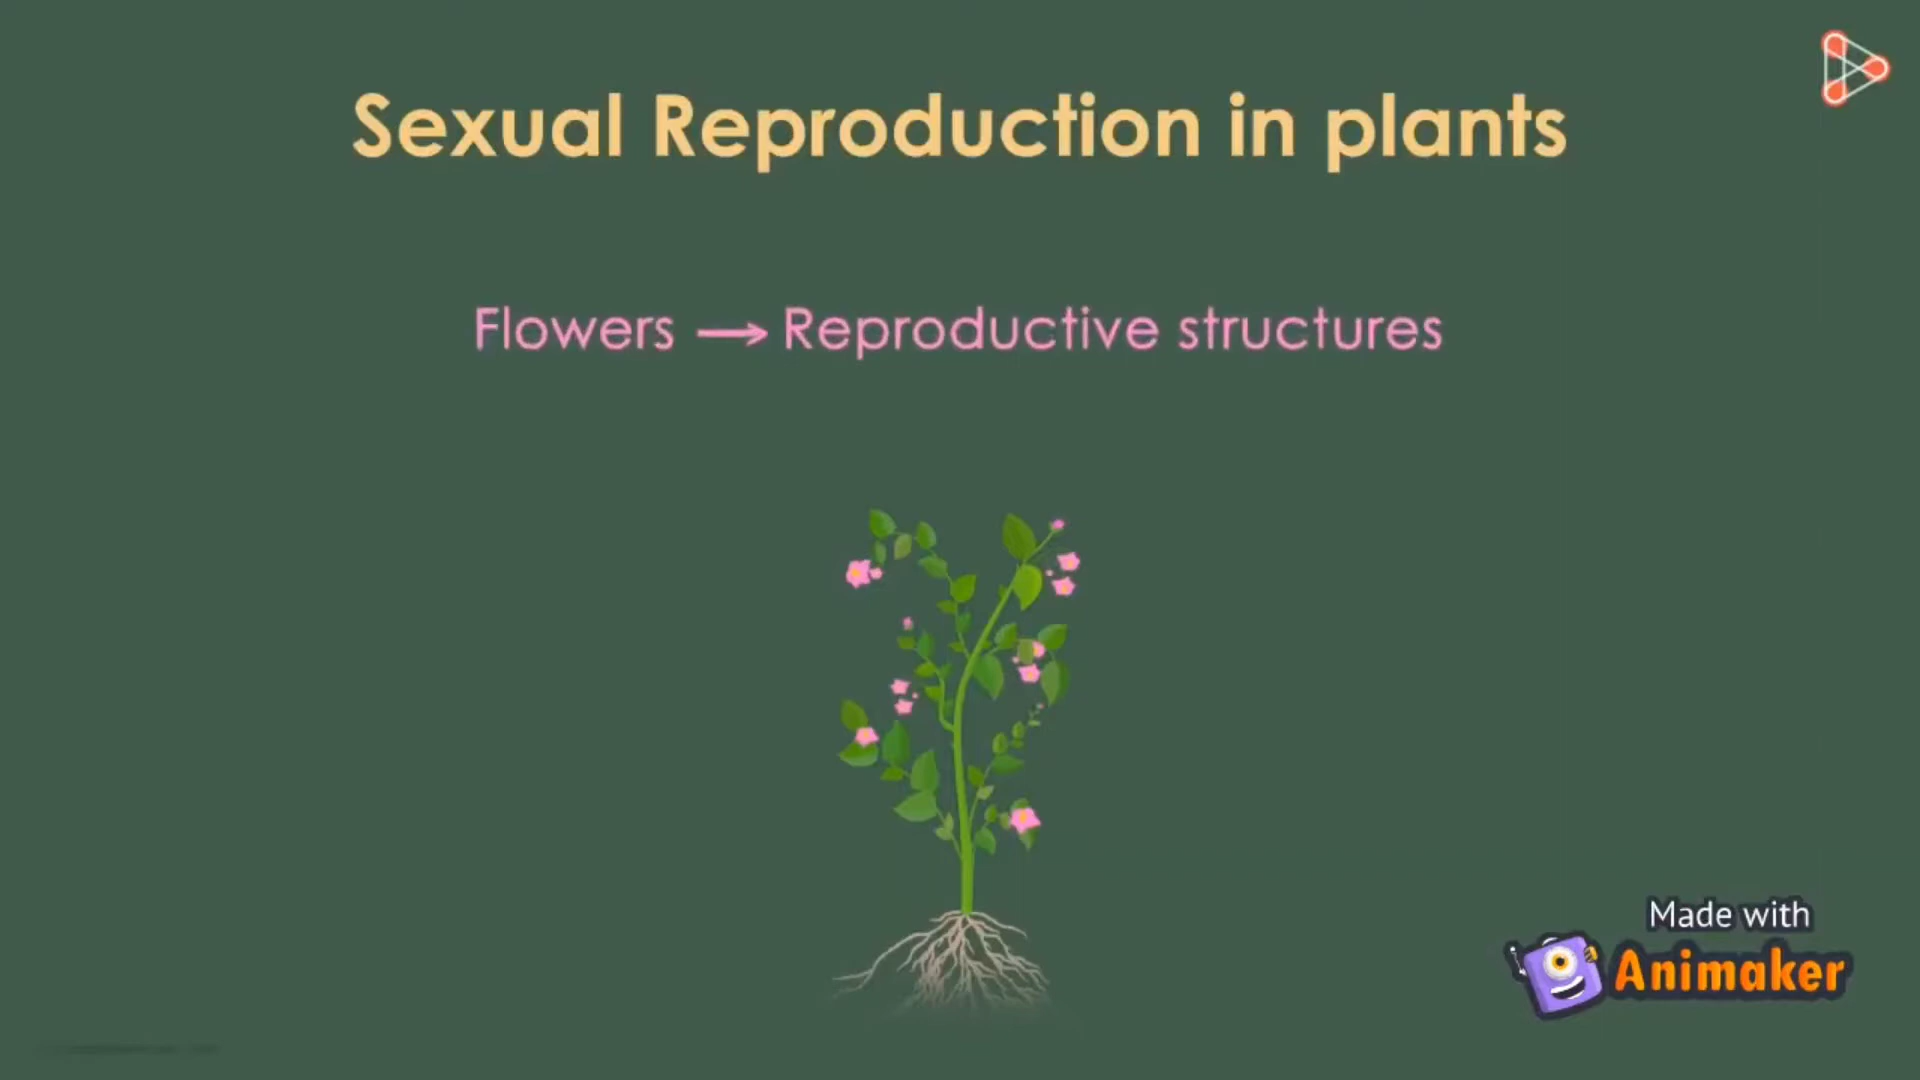 Sexual Reproduction in plants
Flowers → Reproductive structures
Made with
Animaker